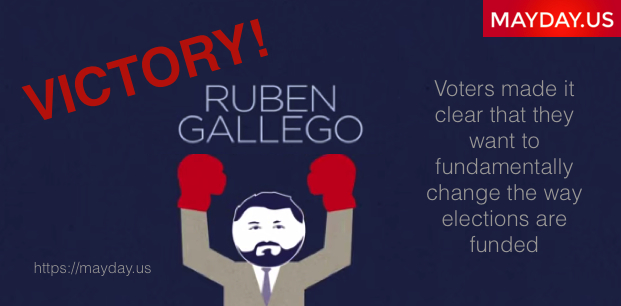 MAYDAY.US
VICTORY!
RUBEN
GALLEGO
Voters made it
clear that they
want to
fundamentally
change the way
elections are
funded
https://mayday.us